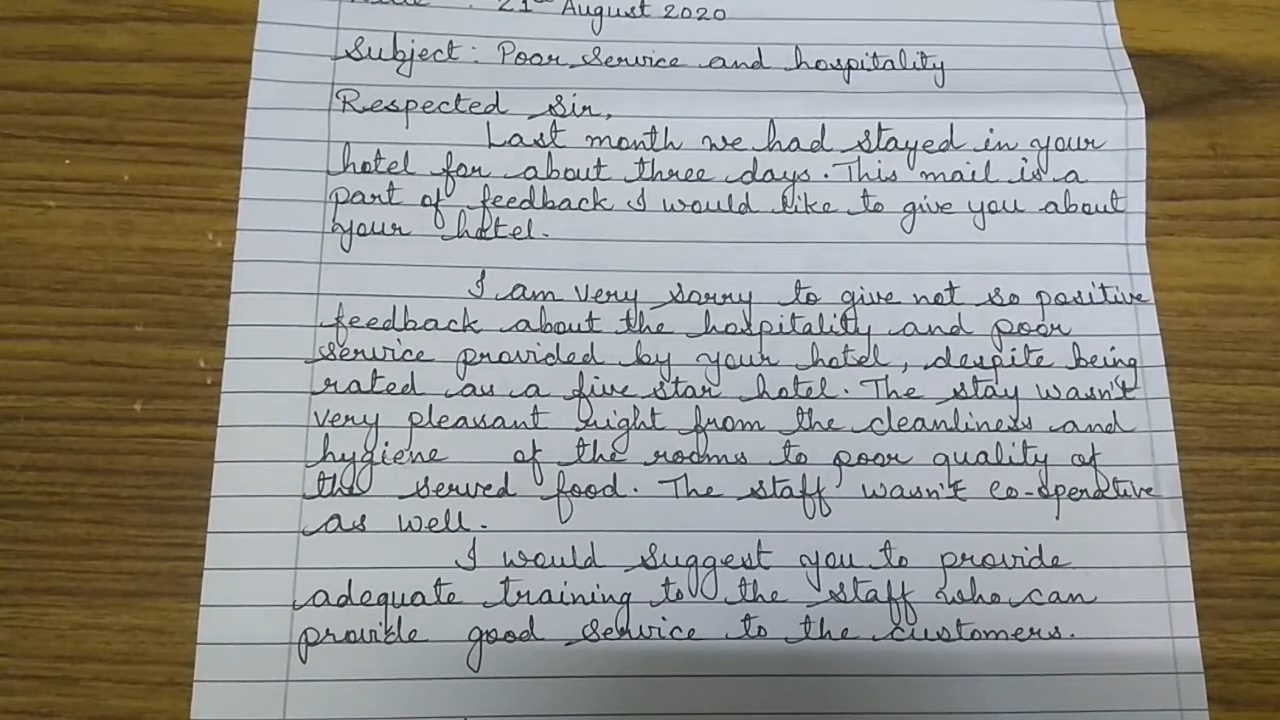 : 21st August 2020
Subject : Poor service and hospitality
Respected Sir,
Last month we had stayed in your
hotel for about three days. This mail is a
part of feedback I would like to give you about
your hotel.
I am very sorry to give not so positive
feedback about the hospitality and poor
service provided by your hotel, despite being
rated as a five star hotel. The stay wasn't
very pleasant right from the cleanliness and
hygiene of the rooms to poor quality of
the served food. The staff wasn't co-operative
as well.
I would suggest you to provide
adequate training to the staff who can
provide good service to the customers.